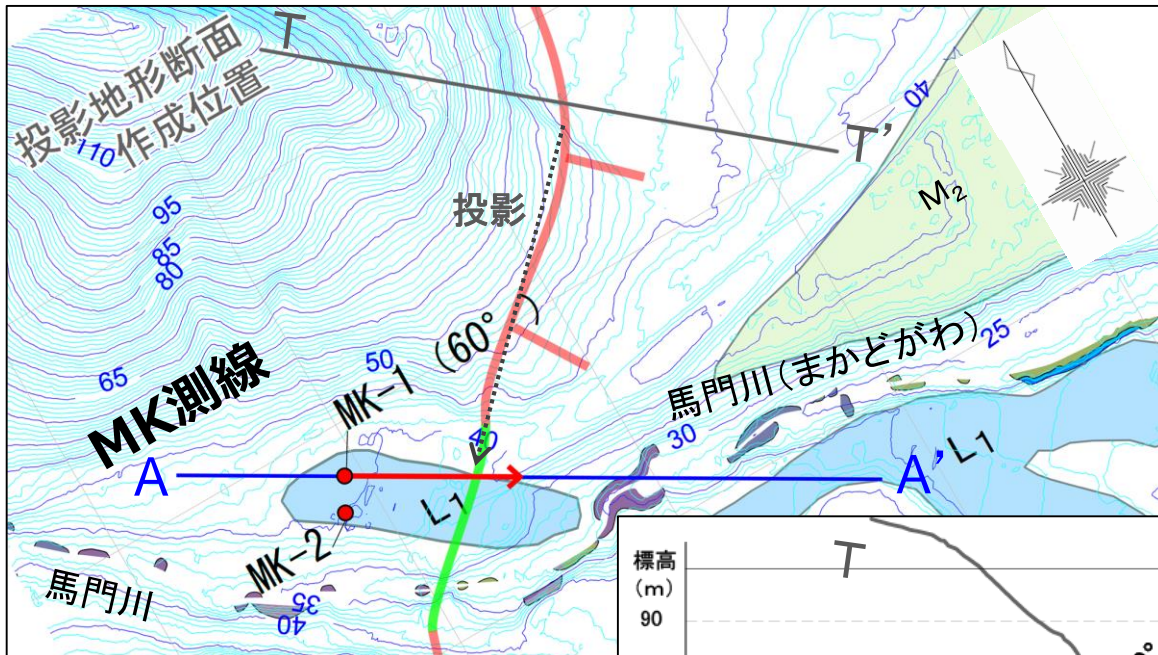 投影地形断面
作成位置
T
T'
40
110
投影
M₂
95
85
80
MK-1 (60° )
50
65
MK測線
馬門川(まかどがわ)
25
40
30
A
A'
L₁
L₁
MK-2
馬門川
35
40
標高
(m)
T
90